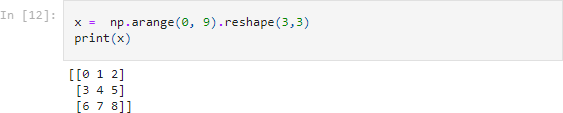 In [12]:
x =  np.arange(0, 9).reshape(3,3)
print(x)
[[0 1 2]
 [3 4 5]
 [6 7 8]]